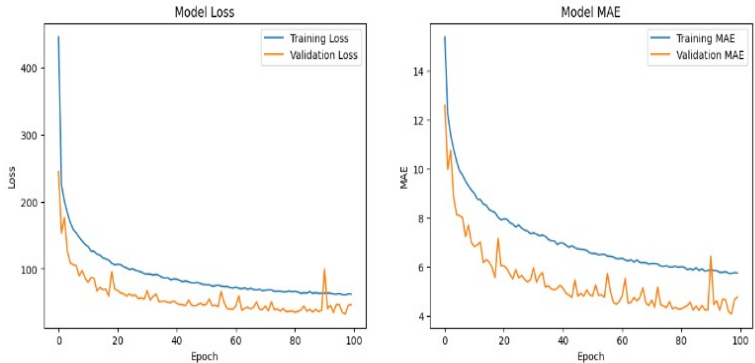 Model Loss
Training Loss
Validation Loss
Loss
400
300
200
100
0
20
40
60
80
100
Epoch
Model MAE
Training MAE
Validation MAE
MAE
14
12
10
8
6
4
0
20
40
60
80
100
Epoch